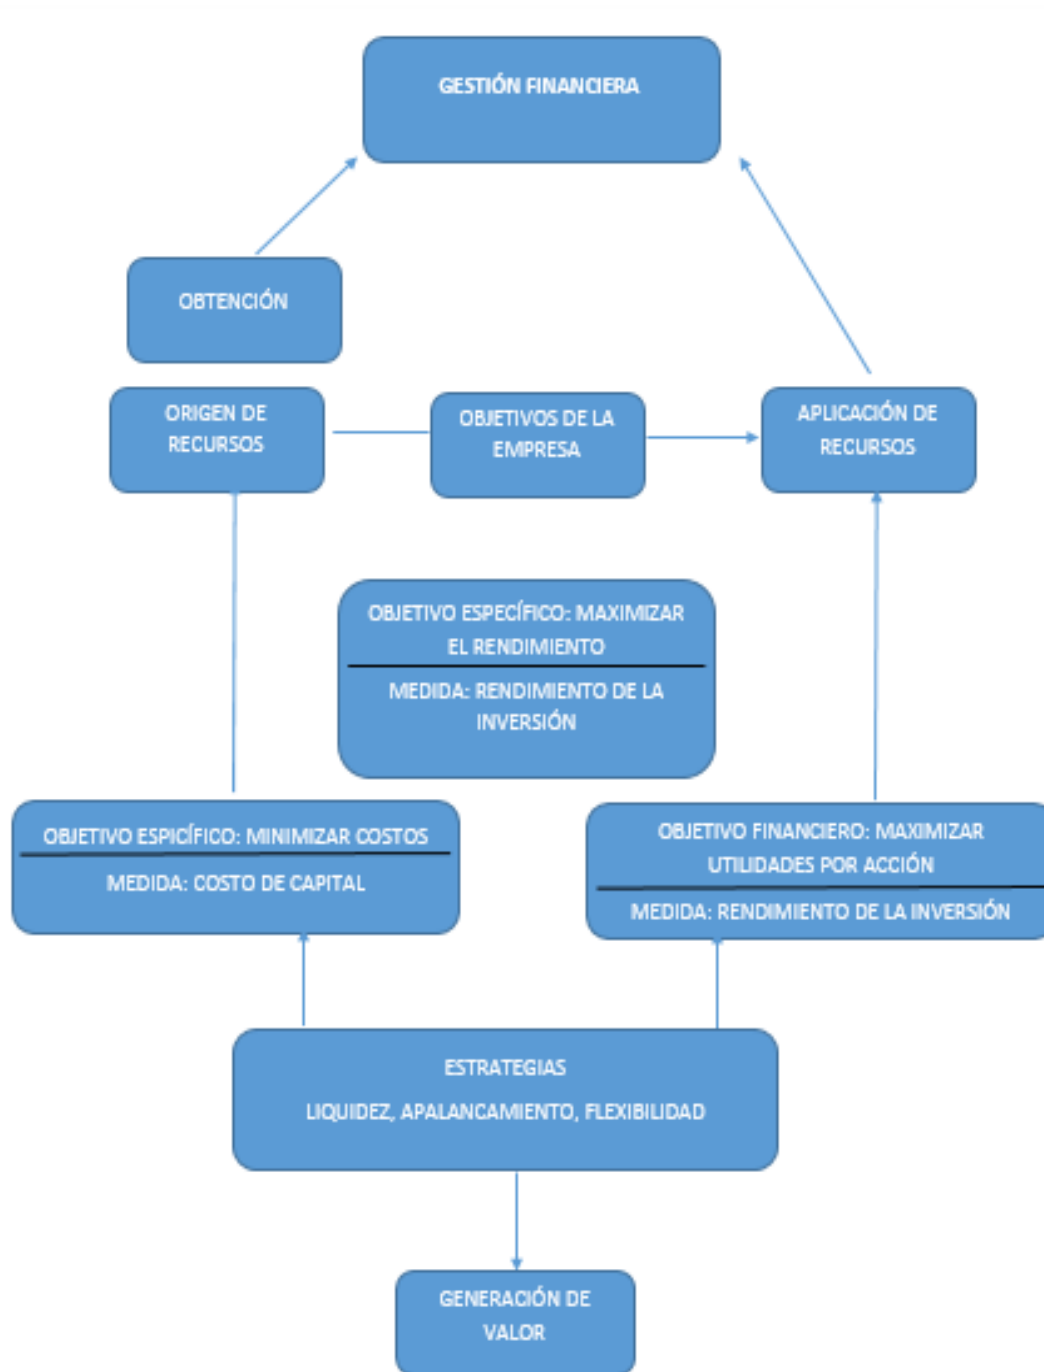 GESTIÓN FINANCIERA
OBTENCIÓN
ORIGEN DE
RECURSOS
OBJETIVOS DE LA
EMPRESA
APLICACIÓN DE
RECURSOS
OBJETIVO ESPECÍFICO: MAXIMIZAR
EL RENDIMIENTO
MEDIDA: RENDIMIENTO DE LA
INVERSIÓN
OBJETIVO ESPICÍFICO: MINIMIZAR COSTOS
MEDIDA: COSTO DE CAPITAL
OBJETIVO FINANCIERO: MAXIMIZAR
UTILIDADES POR ACCIÓN
MEDIDA: RENDIMIENTO DE LA INVERSIÓN
ESTRATEGIAS
LIQUIDEZ, APALANCAMIENTO, FLEXIBILIDAD
GENERACIÓN DE
VALOR